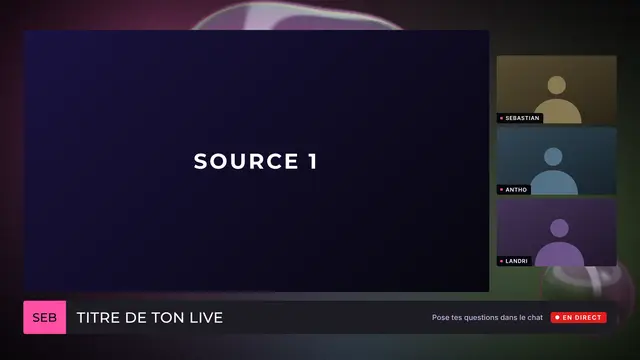 SOURCE 1
SEBASTIAN
ANTHO
LANDRI
SEB
TITRE DE TON LIVE
Pose tes questions dans le chat
EN DIRECT